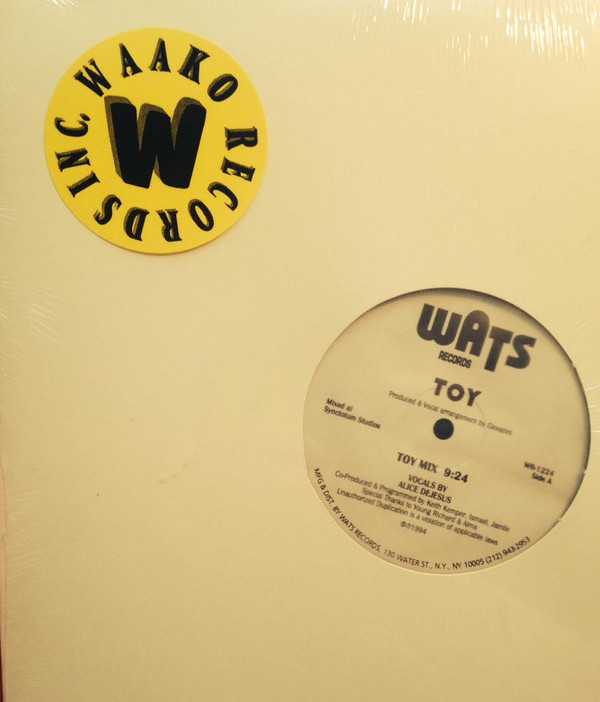 WAAKO RECORDS INC.
W
WATS
RECORDS
TOY
Produced & Vocal arrangement by Giovanni
Mixed at
Synctotum Studios
WR-1224
Side A
TOY MIX 9:24
VOCALS BY
ALICE DEJESUS
Co-Produced & Programmed by Keith Kemper, Ismael, Jamile
Special Thanks to Young Richard & Alma
Unauthorized Duplication is a violation of applicable laws
©℗1994
MFG & DIST. BY WATS RECORDS, 130 WATER ST., N.Y., NY 10005 (212) 943-2953